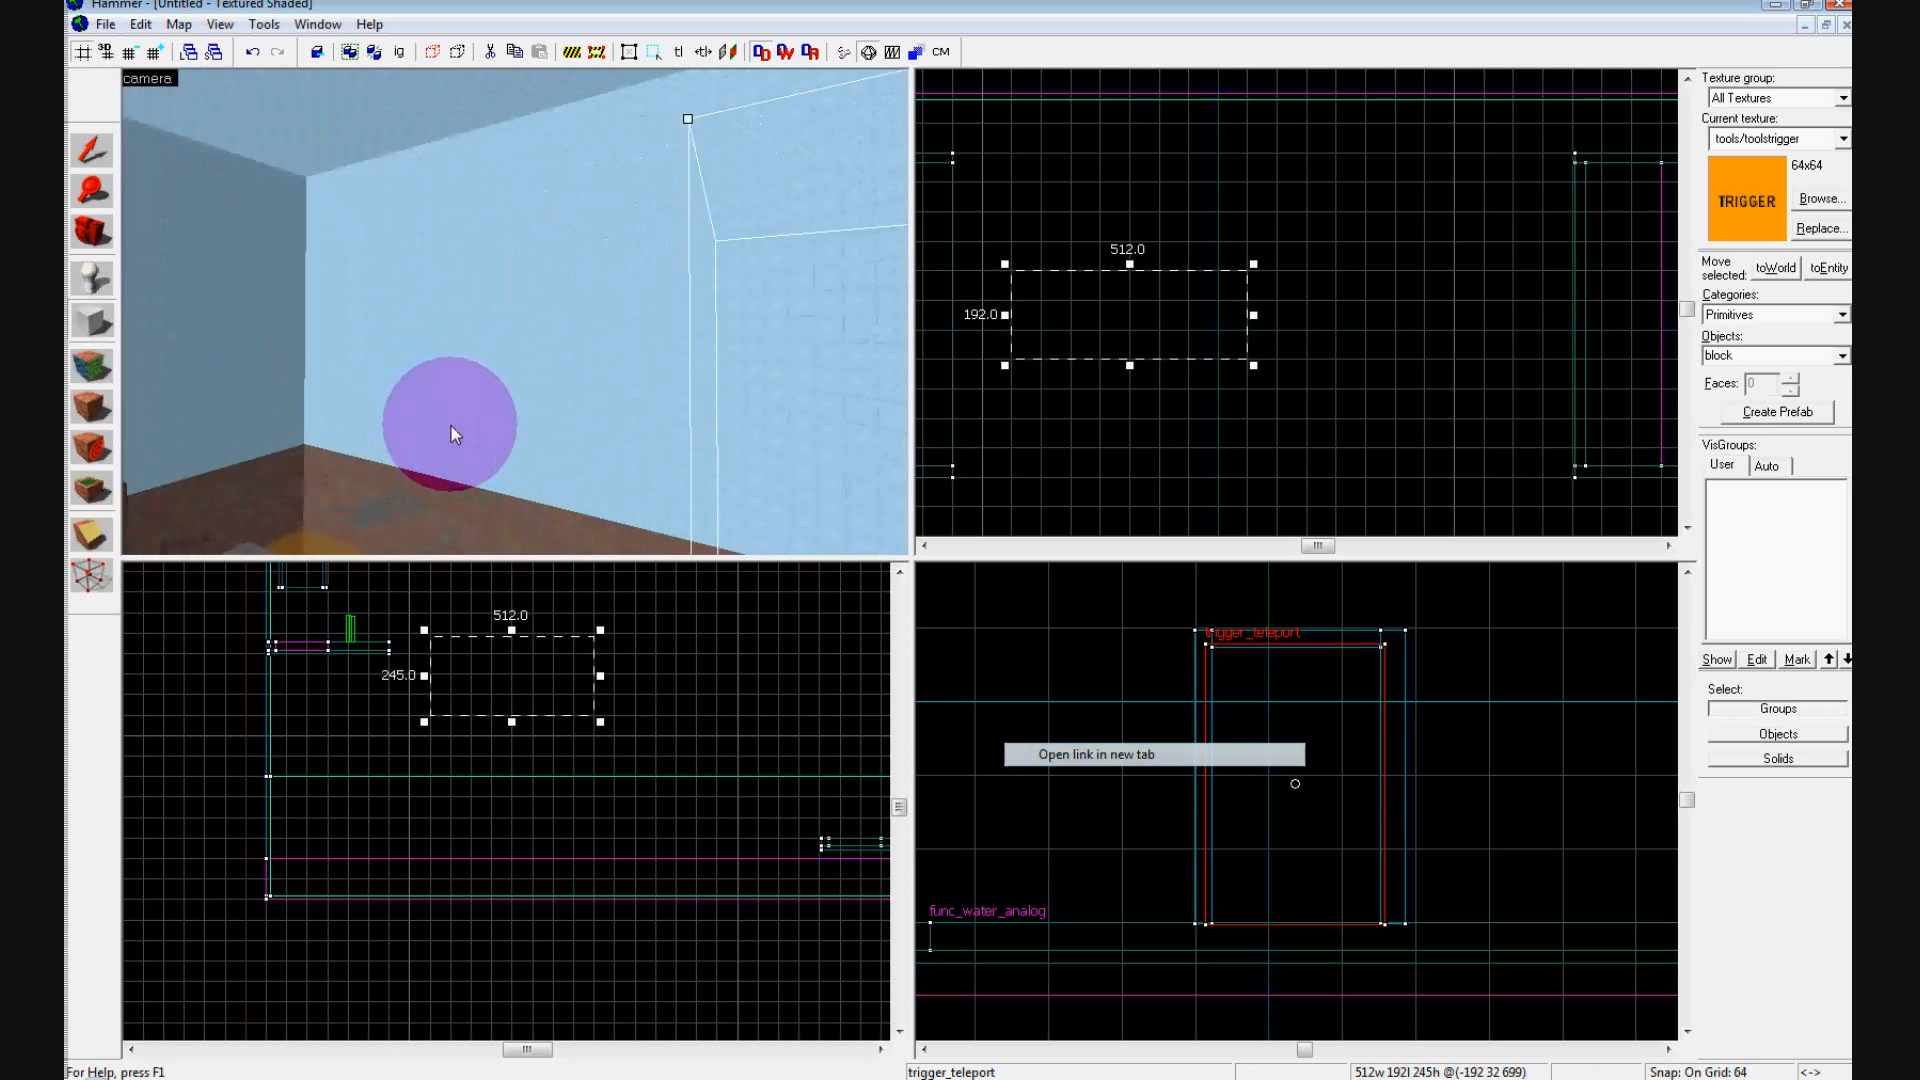 Hammer - [Untitled - Textured Shaded]
File Edit Map View Tools Window Help
3D ig tl CM
camera
512.0
192.0
512.0
245.0
trigger_teleport
Open link in new tab
func_water_analog
Texture group:
All Textures
Current texture:
tools/toolstrigger
64x64
TRIGGER
Browse...
Replace...
Move selected:
toWorld
toEntity
Categories:
Primitives
Objects:
block
Faces:
0
Create Prefab
VisGroups:
User
Auto
Show
Edit
Mark
Select:
Groups
Objects
Solids
For Help, press F1
trigger_teleport
512w 192l 245h @(-192 32 699)
Snap: On Grid: 64
<->